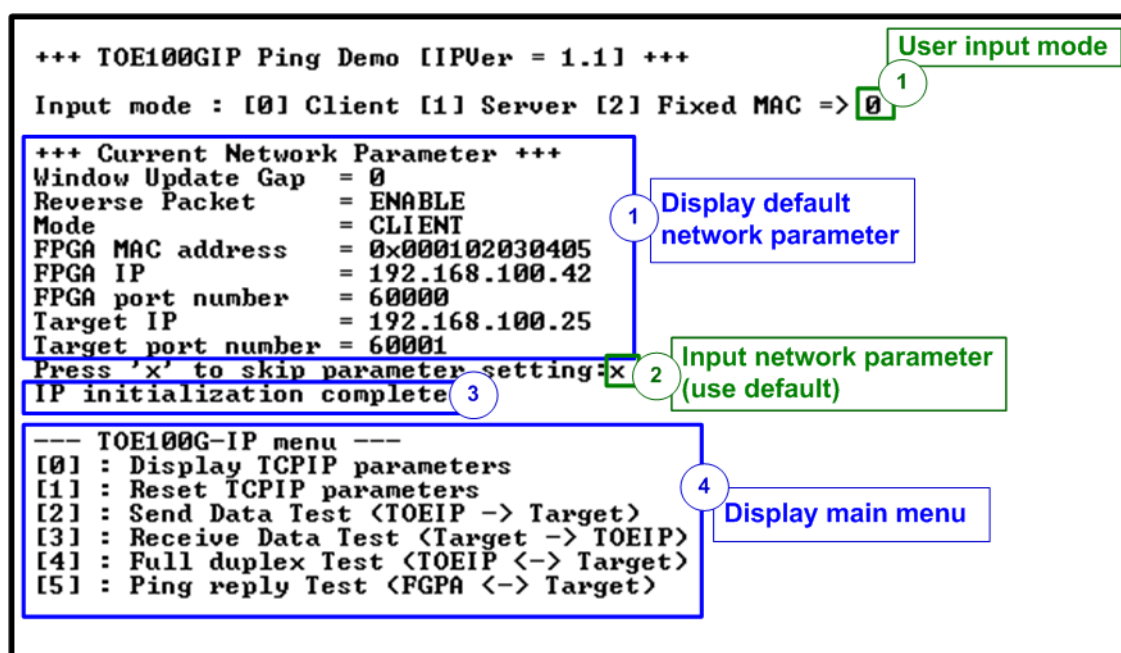 +++ TOE100GIP Ping Demo [IPVer = 1.1] +++
User input mode
1
Input mode : [0] Client [1] Server [2] Fixed MAC => 0
+++ Current Network Parameter +++
Window Update Gap = 0
Reverse Packet = ENABLE
Mode = CLIENT
FPGA MAC address = 0x000102030405
FPGA IP = 192.168.100.42
FPGA port number = 60000
Target IP = 192.168.100.25
Target port number = 60001
1
Display default
network parameter
Press 'x' to skip parameter setting:x
2
Input network parameter
(use default)
IP initialization complete
3
--- TOE100G-IP menu ---
[0] : Display TCPIP parameters
[1] : Reset TCPIP parameters
[2] : Send Data Test (TOEIP -> Target)
[3] : Receive Data Test (Target -> TOEIP)
[4] : Full duplex Test (TOEIP <-> Target)
[5] : Ping reply Test (FGPA <-> Target)
4
Display main menu